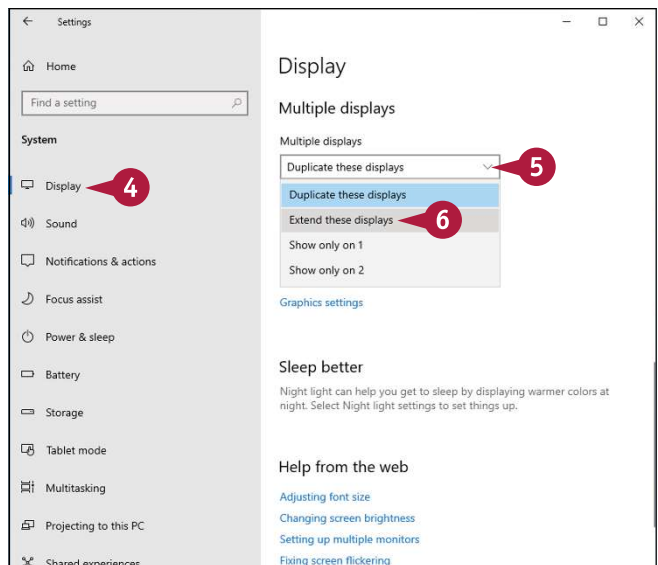 Settings
Home
Find a setting
System
Display
4
Sound
Notifications & actions
Focus assist
Power & sleep
Battery
Storage
Tablet mode
Multitasking
Projecting to this PC
Shared experiences
Display
Multiple displays
Multiple displays
Duplicate these displays
5
Duplicate these displays
Extend these displays
6
Show only on 1
Show only on 2
Graphics settings
Sleep better
Night light can help you get to sleep by displaying warmer colors at
night. Select Night light settings to set things up.
Help from the web
Adjusting font size
Changing screen brightness
Setting up multiple monitors
Fixing screen flickering